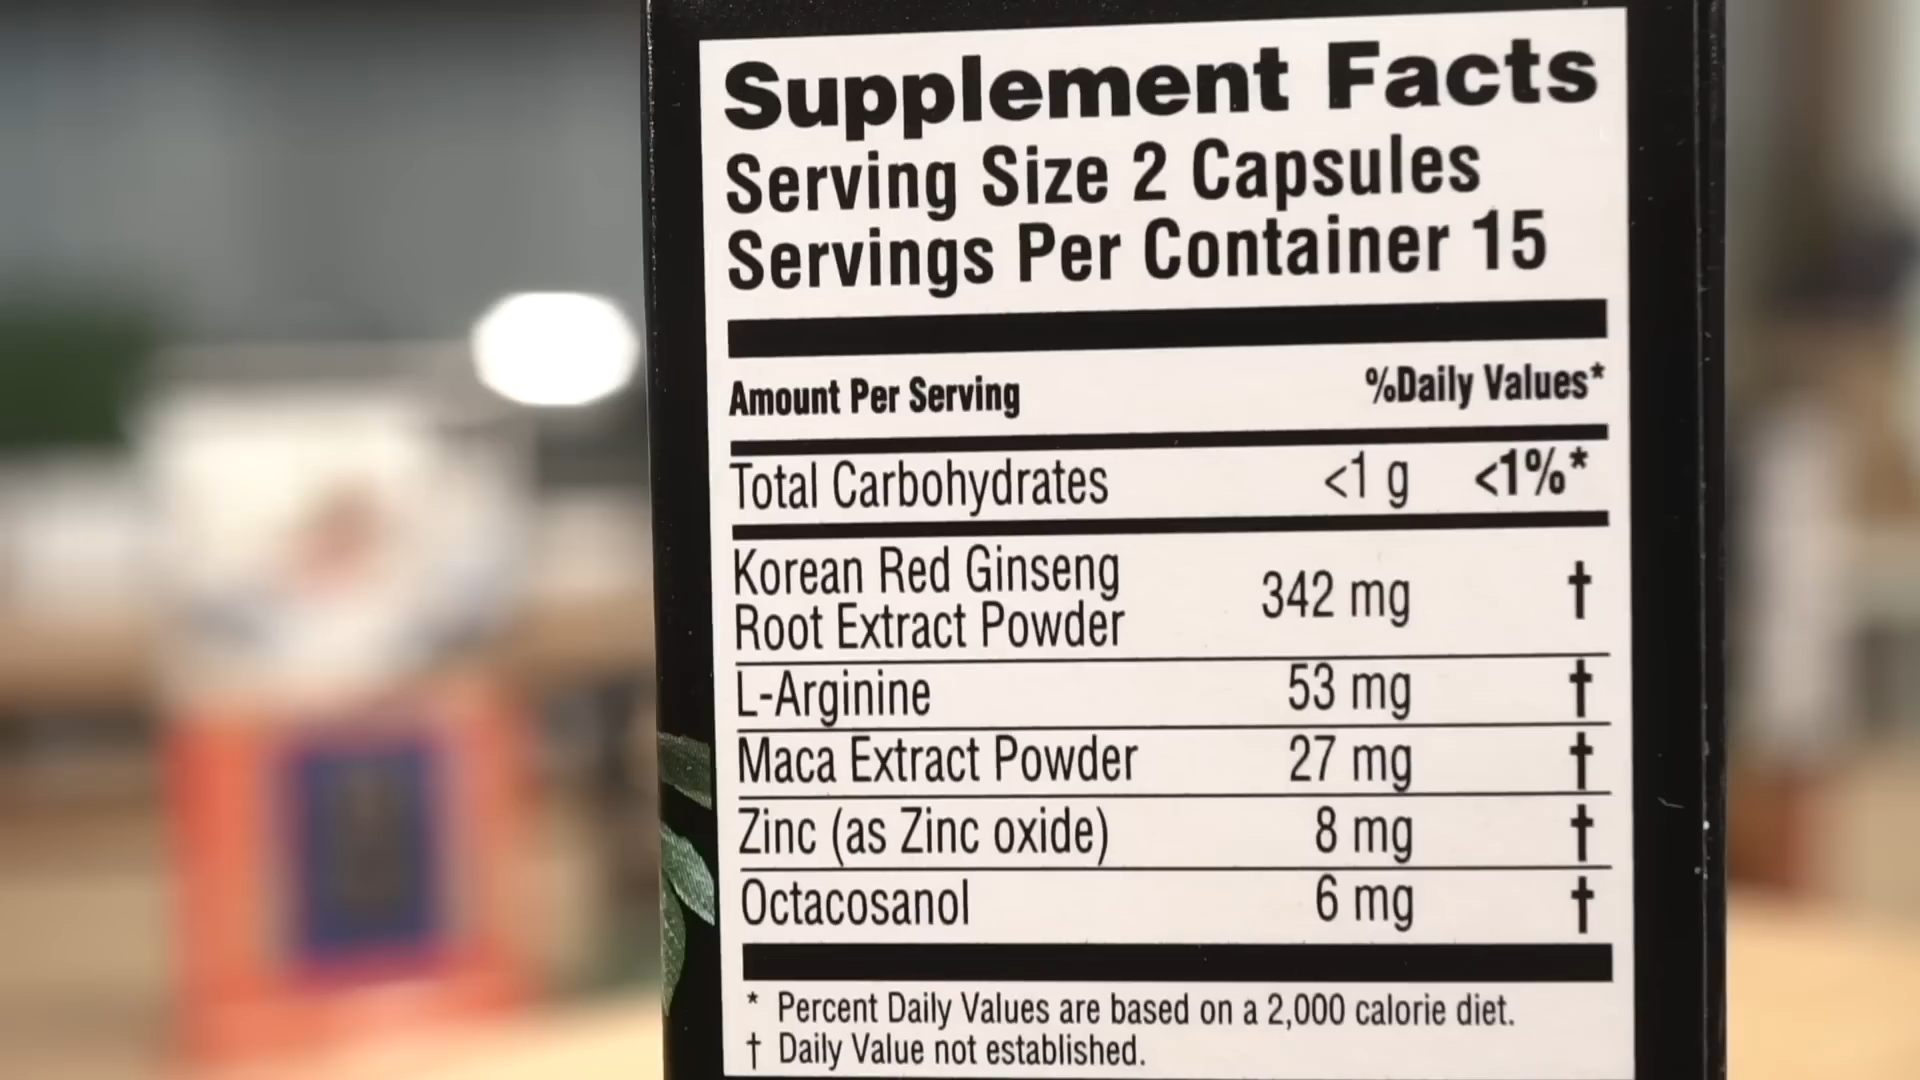 Supplement Facts
Serving Size 2 Capsules
Servings Per Container 15
Amount Per Serving %Daily Values*
Total Carbohydrates <1 g <1%*
Korean Red Ginseng
Root Extract Powder 342 mg †
L-Arginine 53 mg †
Maca Extract Powder 27 mg †
Zinc (as Zinc oxide) 8 mg †
Octacosanol 6 mg †
* Percent Daily Values are based on a 2,000 calorie diet.
† Daily Value not established.